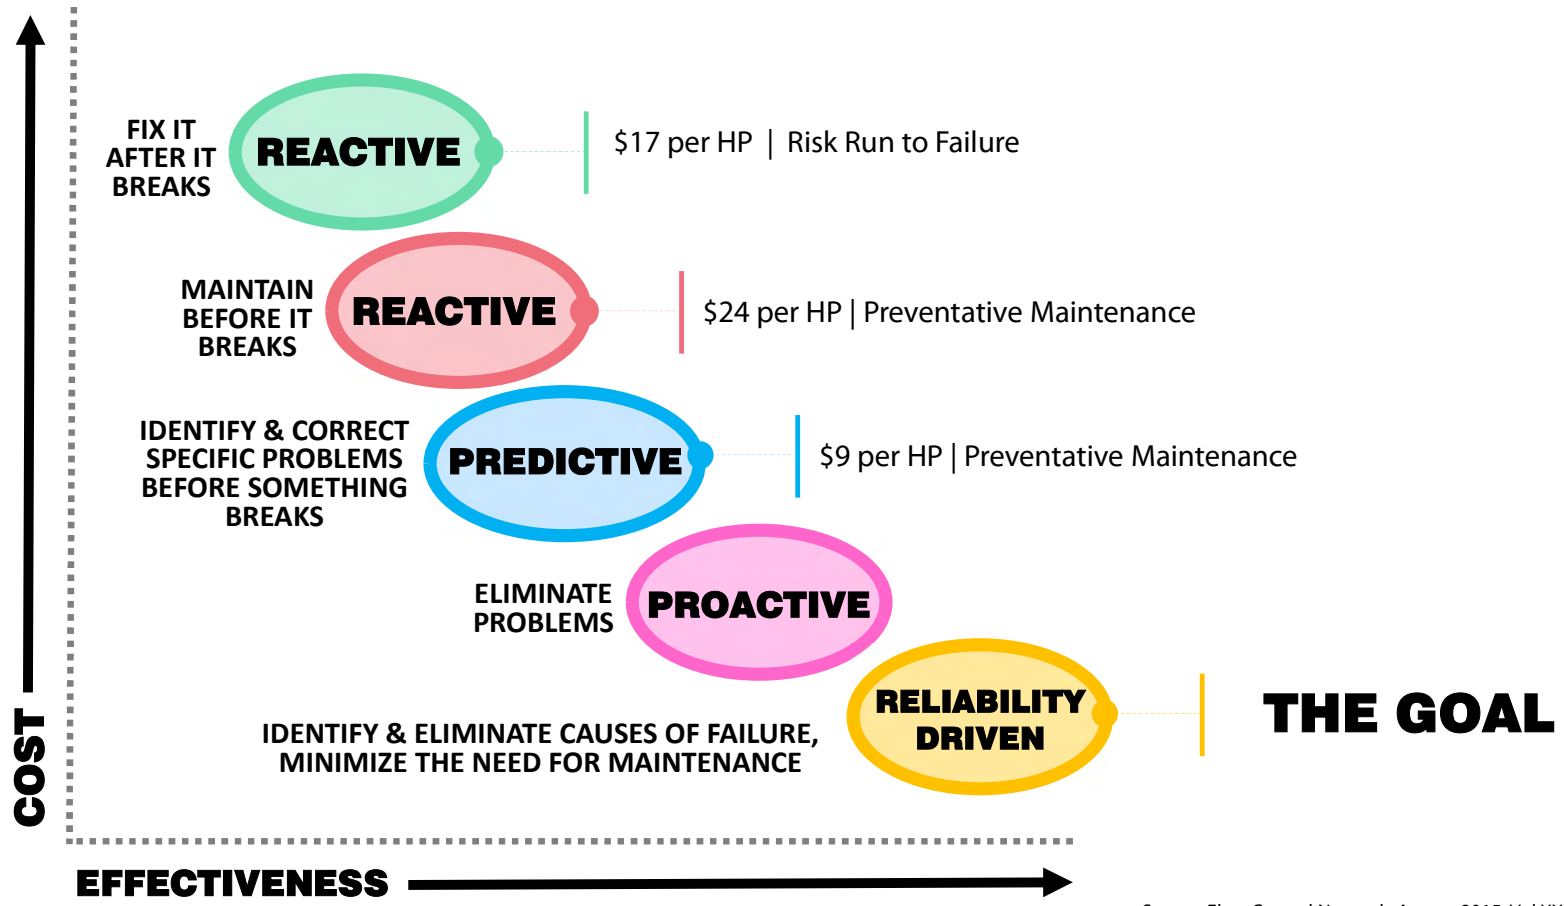 FIX IT
AFTER IT
BREAKS
REACTIVE
$17 per HP | Risk Run to Failure
MAINTAIN
BEFORE IT
BREAKS
REACTIVE
$24 per HP | Preventative Maintenance
IDENTIFY & CORRECT
SPECIFIC PROBLEMS
BEFORE SOMETHING
BREAKS
PREDICTIVE
$9 per HP | Preventative Maintenance
ELIMINATE
PROBLEMS
PROACTIVE
IDENTIFY & ELIMINATE CAUSES OF FAILURE,
MINIMIZE THE NEED FOR MAINTENANCE
RELIABILITY
DRIVEN
THE GOAL
COST
EFFECTIVENESS